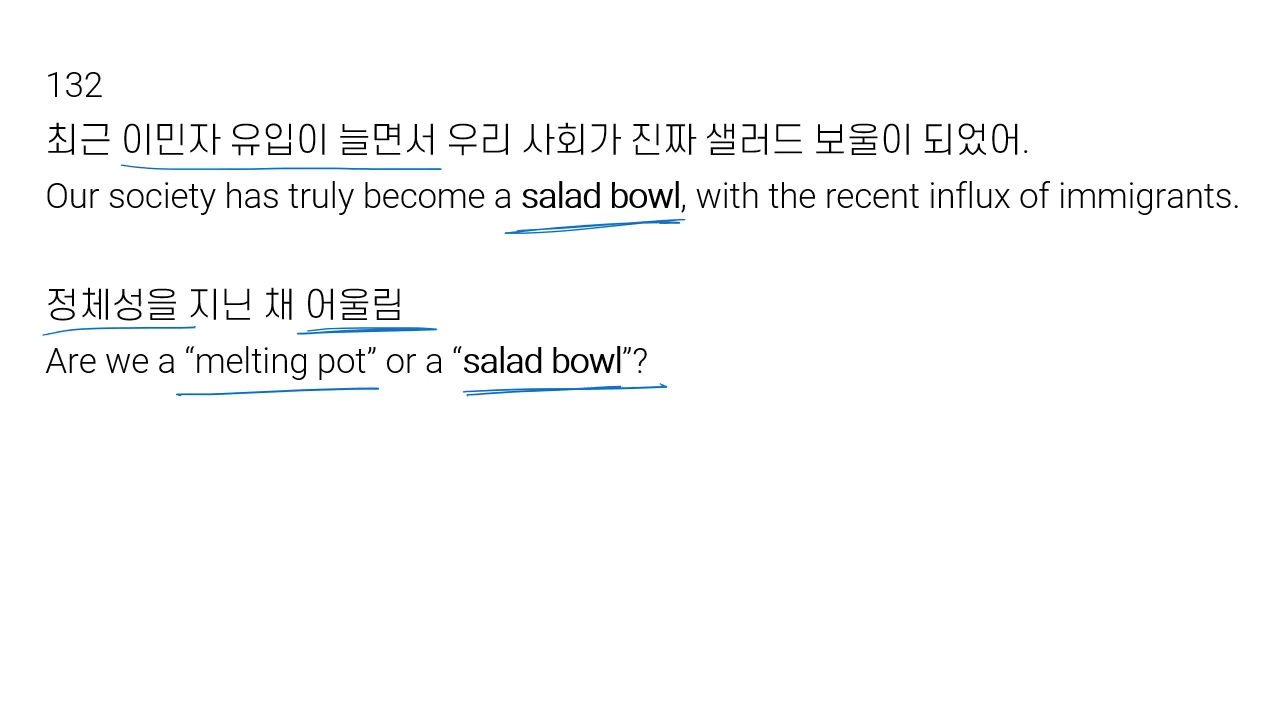 132
최근 이민자 유입이 늘면서 우리 사회가 진짜 샐러드 보울이 되었어.
Our society has truly become a salad bowl, with the recent influx of immigrants.
정체성을 지닌 채 어울림
Are we a “melting pot” or a “salad bowl”?